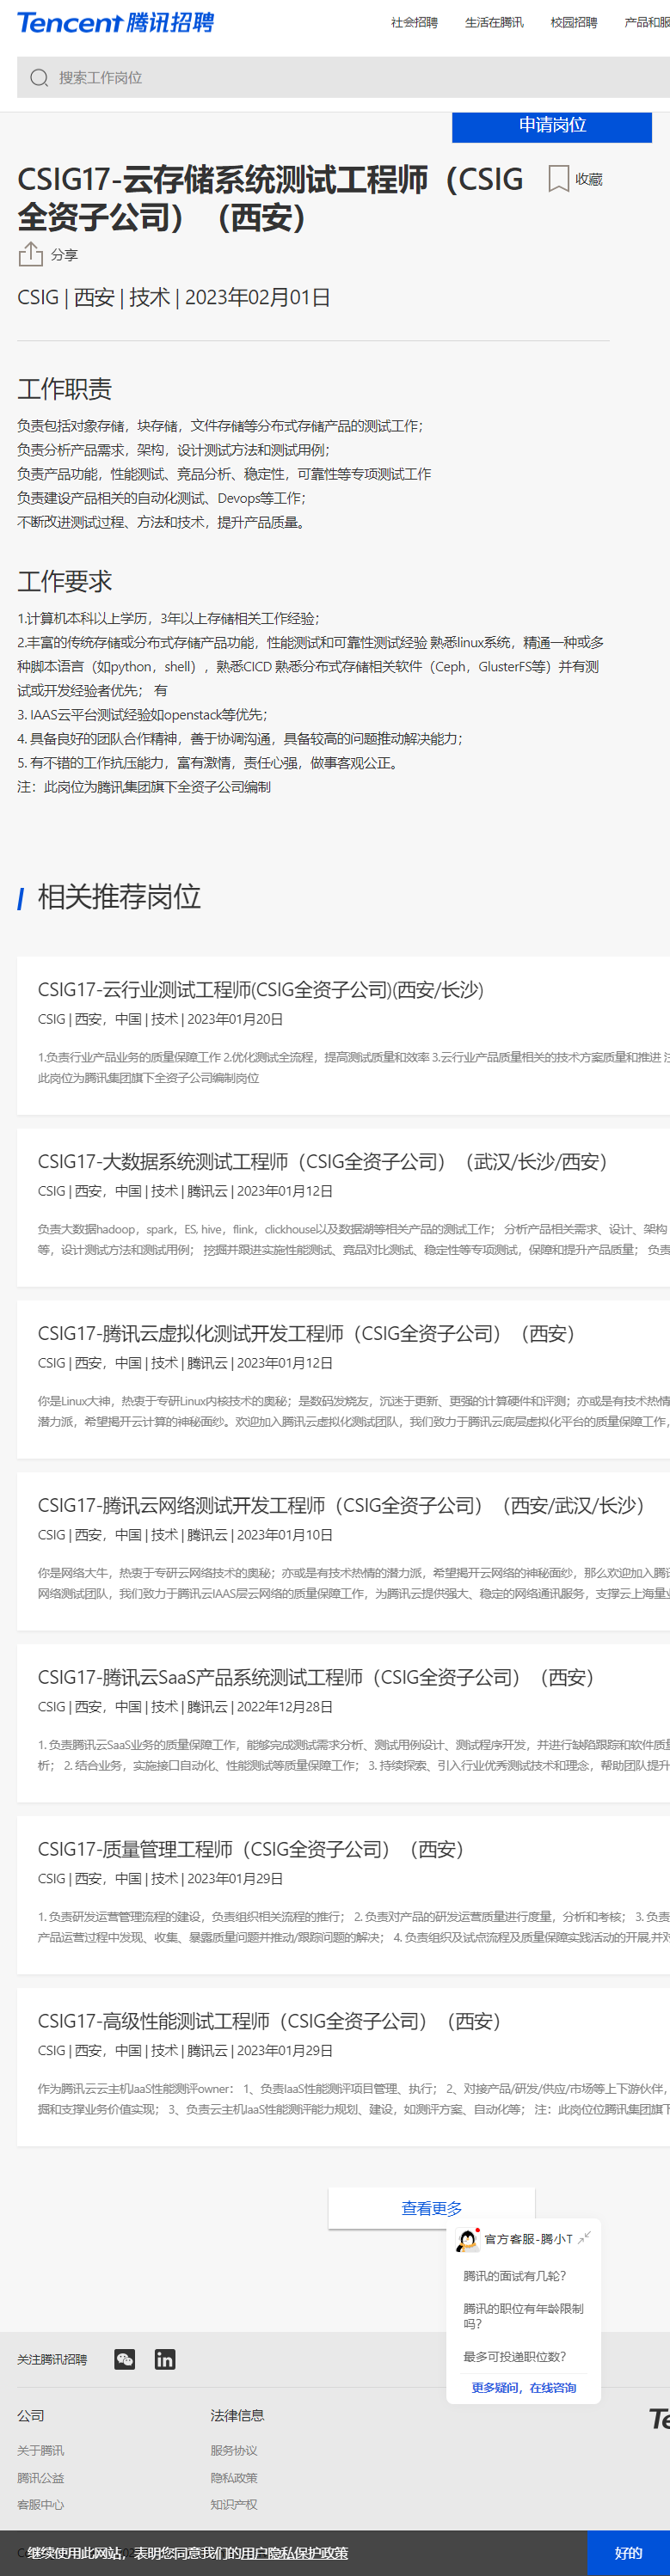 Tencent 腾讯招聘
社会招聘 生活在腾讯 校园招聘 产品和服
搜索工作岗位
申请岗位
CSIG17-云存储系统测试工程师（CSIG
全资子公司）（西安）
收藏
分享
CSIG | 西安 | 技术 | 2023年02月01日
工作职责
负责包括对象存储，块存储，文件存储等分布式存储产品的测试工作；
负责分析产品需求，架构，设计测试方法和测试用例；
负责产品功能，性能测试、竞品分析、稳定性，可靠性等专项测试工作
负责建设产品相关的自动化测试、Devops等工作；
不断改进测试过程、方法和技术，提升产品质量。
工作要求
1.计算机本科以上学历，3年以上存储相关工作经验；
2.丰富的传统存储或分布式存储产品功能，性能测试和可靠性测试经验 熟悉linux系统，精通一种或多
种脚本语言（如python，shell），熟悉CICD 熟悉分布式存储相关软件（Ceph，GlusterFS等）并有测
试或开发经验者优先； 有
3. IAAS云平台测试经验如openstack等优先；
4. 具备良好的团队合作精神，善于协调沟通，具备较高的问题推动解决能力；
5. 有不错的工作抗压能力，富有激情，责任心强，做事客观公正。
注：此岗位为腾讯集团旗下全资子公司编制
相关推荐岗位
CSIG17-云行业测试工程师(CSIG全资子公司)(西安/长沙)
CSIG | 西安，中国 | 技术 | 2023年01月20日
1.负责行业产品业务的质量保障工作 2.优化测试全流程，提高测试质量和效率 3.云行业产品质量相关的技术方案质量和推进 注
此岗位为腾讯集团旗下全资子公司编制岗位
CSIG17-大数据系统测试工程师（CSIG全资子公司）（武汉/长沙/西安）
CSIG | 西安，中国 | 技术 | 腾讯云 | 2023年01月12日
负责大数据hadoop，spark，ES, hive，flink，clickhouse以及数据湖等相关产品的测试工作； 分析产品相关需求、设计、架构
等，设计测试方法和测试用例； 挖掘并跟进实施性能测试、竞品对比测试、稳定性等专项测试，保障和提升产品质量； 负责
CSIG17-腾讯云虚拟化测试开发工程师（CSIG全资子公司）（西安）
CSIG | 西安，中国 | 技术 | 腾讯云 | 2023年01月12日
你是Linux大神，热衷于专研Linux内核技术的奥秘；是数码发烧友，沉迷于更新、更强的计算硬件和评测；亦或是有技术热情
潜力派，希望揭开云计算的神秘面纱。欢迎加入腾讯云虚拟化测试团队，我们致力于腾讯云底层虚拟化平台的质量保障工作，
CSIG17-腾讯云网络测试开发工程师（CSIG全资子公司）（西安/武汉/长沙）
CSIG | 西安，中国 | 技术 | 腾讯云 | 2023年01月10日
你是网络大牛，热衷于专研云网络技术的奥秘；亦或是有技术热情的潜力派，希望揭开云网络的神秘面纱，那么欢迎加入腾讯
网络测试团队，我们致力于腾讯云IAAS层云网络的质量保障工作，为腾讯云提供强大、稳定的网络通讯服务，支撑云上海量业
CSIG17-腾讯云SaaS产品系统测试工程师（CSIG全资子公司）（西安）
CSIG | 西安，中国 | 技术 | 腾讯云 | 2022年12月28日
1. 负责腾讯云SaaS业务的质量保障工作，能够完成测试需求分析、测试用例设计、测试程序开发，并进行缺陷跟踪和软件质量
析； 2. 结合业务，实施接口自动化、性能测试等质量保障工作； 3. 持续探索、引入行业优秀测试技术和理念，帮助团队提升
CSIG17-质量管理工程师（CSIG全资子公司）（西安）
CSIG | 西安，中国 | 技术 | 2023年01月29日
1. 负责研发运营管理流程的建设，负责组织相关流程的推行； 2. 负责对产品的研发运营质量进行度量，分析和考核； 3. 负责
产品运营过程中发现、收集、暴露质量问题并推动/跟踪问题的解决； 4. 负责组织及试点流程及质量保障实践活动的开展,并对
CSIG17-高级性能测试工程师（CSIG全资子公司）（西安）
CSIG | 西安，中国 | 技术 | 腾讯云 | 2023年01月29日
作为腾讯云云主机IaaS性能测评owner： 1、负责IaaS性能测评项目管理、执行； 2、对接产品/研发/供应/市场等上下游伙伴，
掘和支撑业务价值实现； 3、负责云主机IaaS性能测评能力规划、建设，如测评方案、自动化等； 注：此岗位位腾讯集团旗下
查看更多
官方客服-腾小T
腾讯的面试有几轮?
腾讯的职位有年龄限制
吗?
最多可投递职位数?
更多疑问，在线咨询
关注腾讯招聘
公司 法律信息
Te
关于腾讯 服务协议
腾讯公益 隐私政策
客服中心 知识产权
继续使用此网站，表明您同意我们的用户隐私保护政策 好的